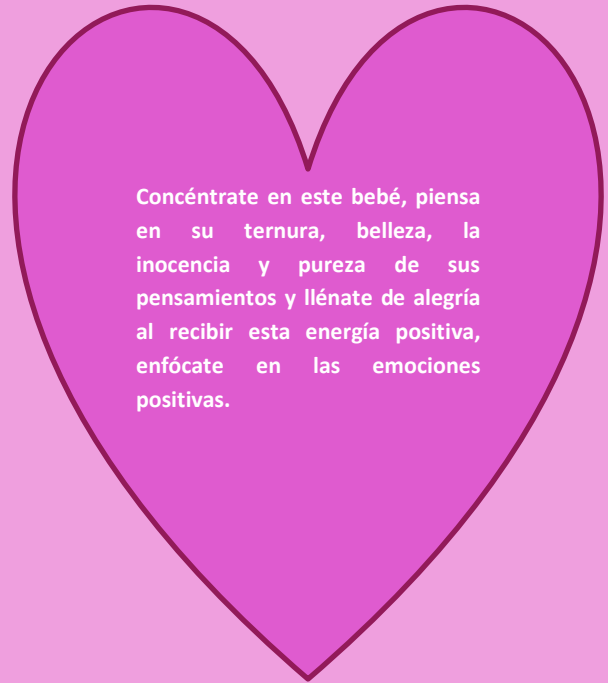 Concéntrate en este bebé, piensa
en su ternura, belleza, la
inocencia y pureza de sus
pensamientos y llénate de alegría
al recibir esta energía positiva,
enfócate en las emociones
positivas.